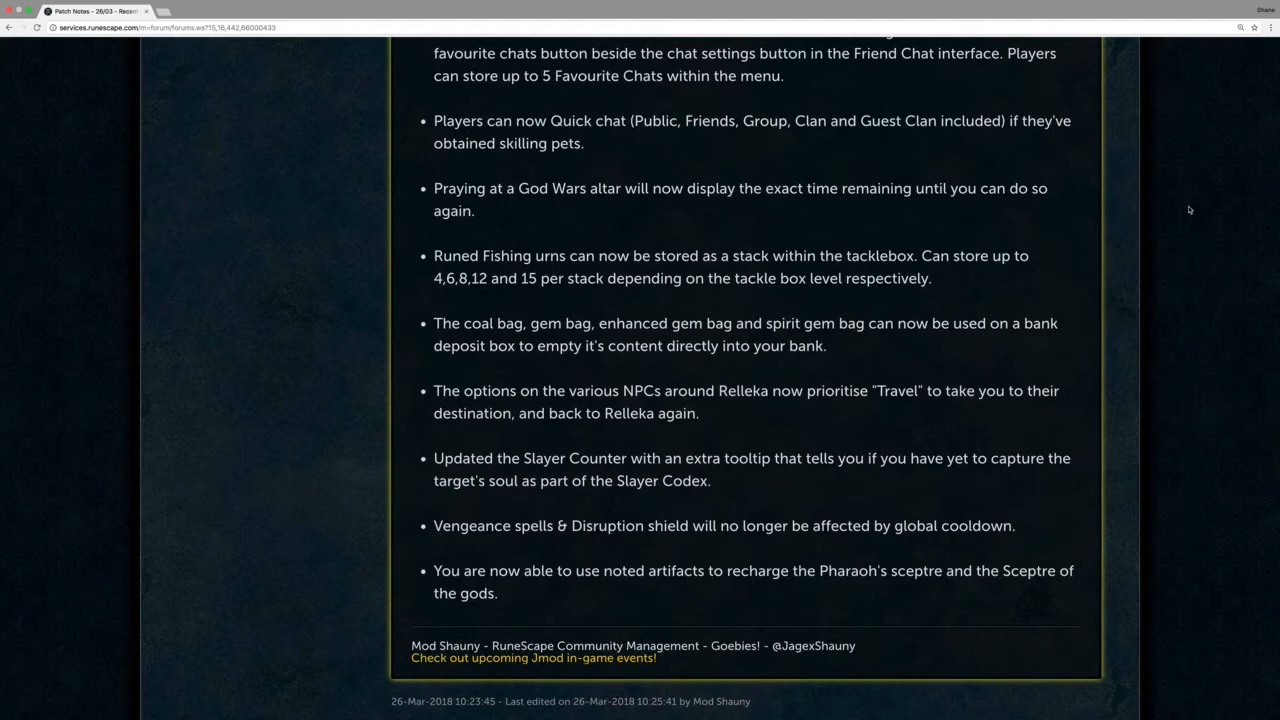 Patch Notes - 26/03 - Recent
Shane
services.runescape.com/m=forum/forums.ws?15,16,442,66000433
favourite chats button beside the chat settings button in the Friend Chat interface. Players
can store up to 5 Favourite Chats within the menu.
• Players can now Quick chat (Public, Friends, Group, Clan and Guest Clan included) if they've
obtained skilling pets.
• Praying at a God Wars altar will now display the exact time remaining until you can do so
again.
• Runed Fishing urns can now be stored as a stack within the tacklebox. Can store up to
4,6,8,12 and 15 per stack depending on the tackle box level respectively.
• The coal bag, gem bag, enhanced gem bag and spirit gem bag can now be used on a bank
deposit box to empty it's content directly into your bank.
• The options on the various NPCs around Relleka now prioritise "Travel" to take you to their
destination, and back to Relleka again.
• Updated the Slayer Counter with an extra tooltip that tells you if you have yet to capture the
target's soul as part of the Slayer Codex.
• Vengeance spells & Disruption shield will no longer be affected by global cooldown.
• You are now able to use noted artifacts to recharge the Pharaoh's sceptre and the Sceptre of
the gods.
Mod Shauny - RuneScape Community Management - Goebies! - @JagexShauny
Check out upcoming Jmod in-game events!
26-Mar-2018 10:23:45 - Last edited on 26-Mar-2018 10:25:41 by Mod Shauny